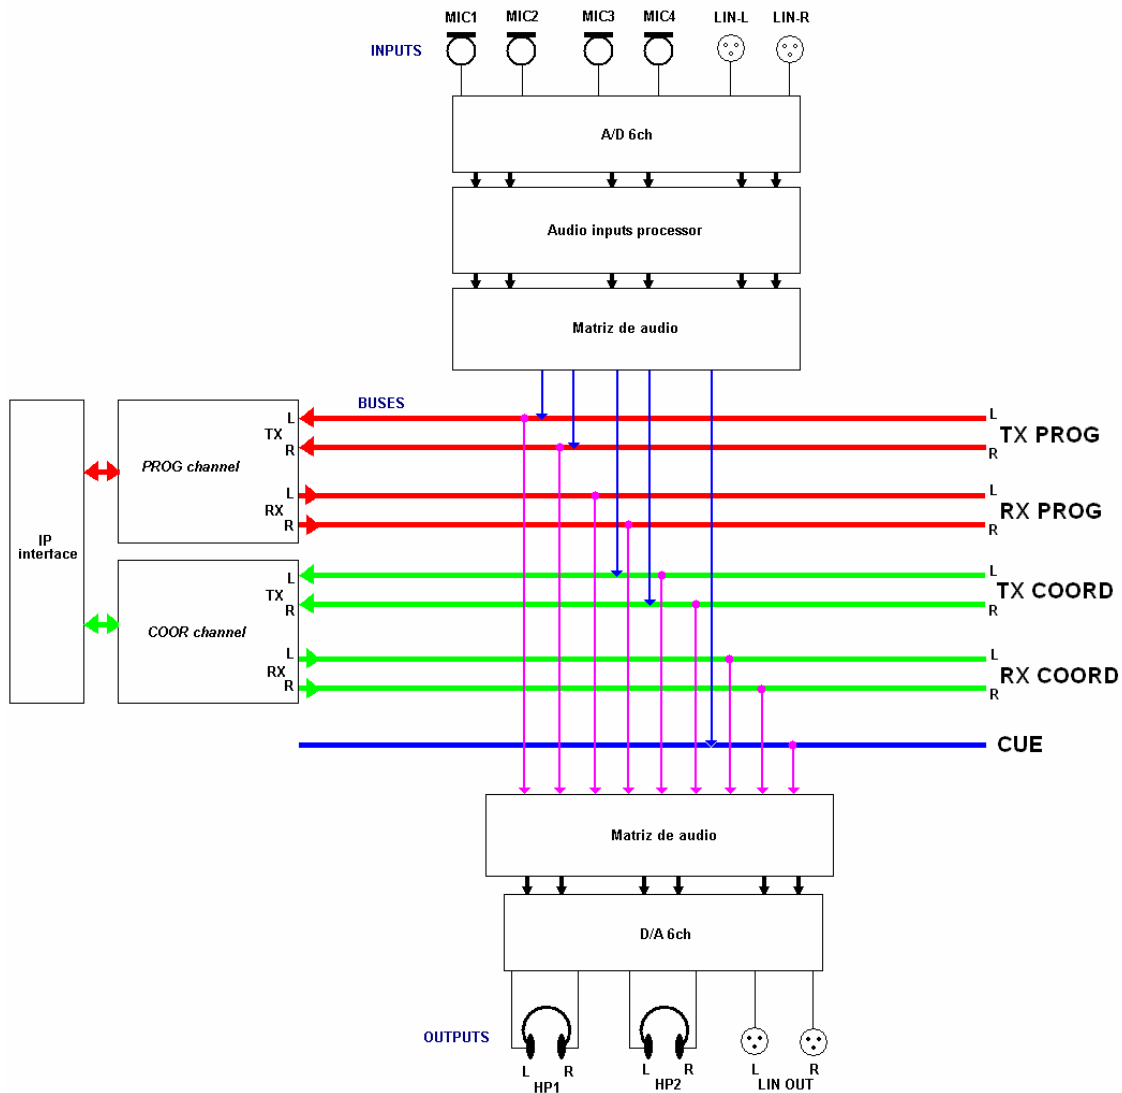 MIC1 MIC2 MIC3 MIC4 LIN-L LIN-R
INPUTS
A/D 6ch
Audio inputs processor
Matriz de audio
BUSES
L
TX
R
PROG channel
L
RX
R
IP
interface
L
TX
R
COOR channel
L
RX
R
L
TX PROG
R
L
RX PROG
R
L
TX COORD
R
L
RX COORD
R
CUE
Matriz de audio
D/A 6ch
OUTPUTS
L R L R L R
HP1 HP2 LIN OUT